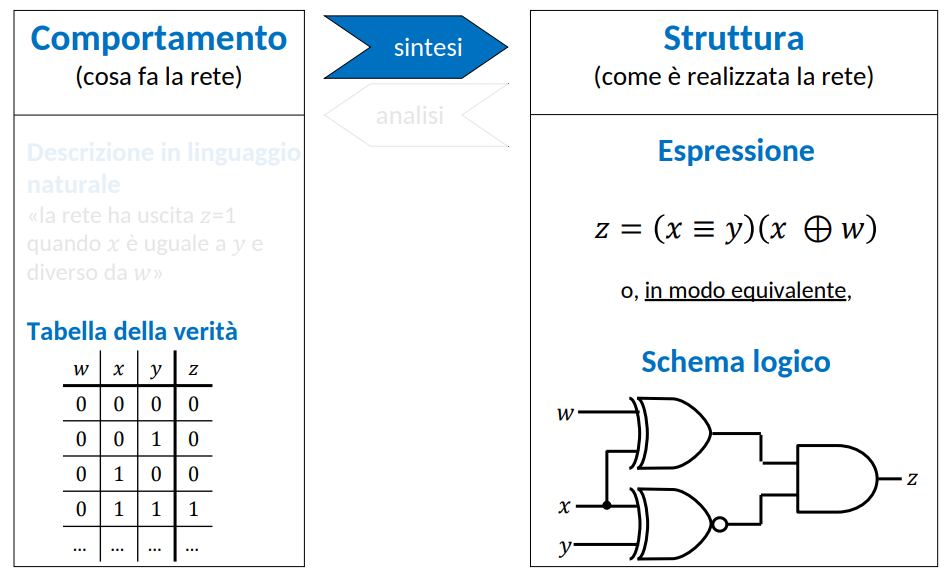 Comportamento
(cosa fa la rete)
sintesi
analisi
Struttura
(come è realizzata la rete)
Descrizione in linguaggio
naturale
«la rete ha uscita z=1
quando x è uguale a y e
diverso da w»
Tabella della verità
w x y z
0 0 0 0
0 0 1 0
0 1 0 0
0 1 1 1
... ... ... ...
Espressione
z = (x ≡ y)(x ⊕ w)
o, in modo equivalente,
Schema logico
w
x
y
z